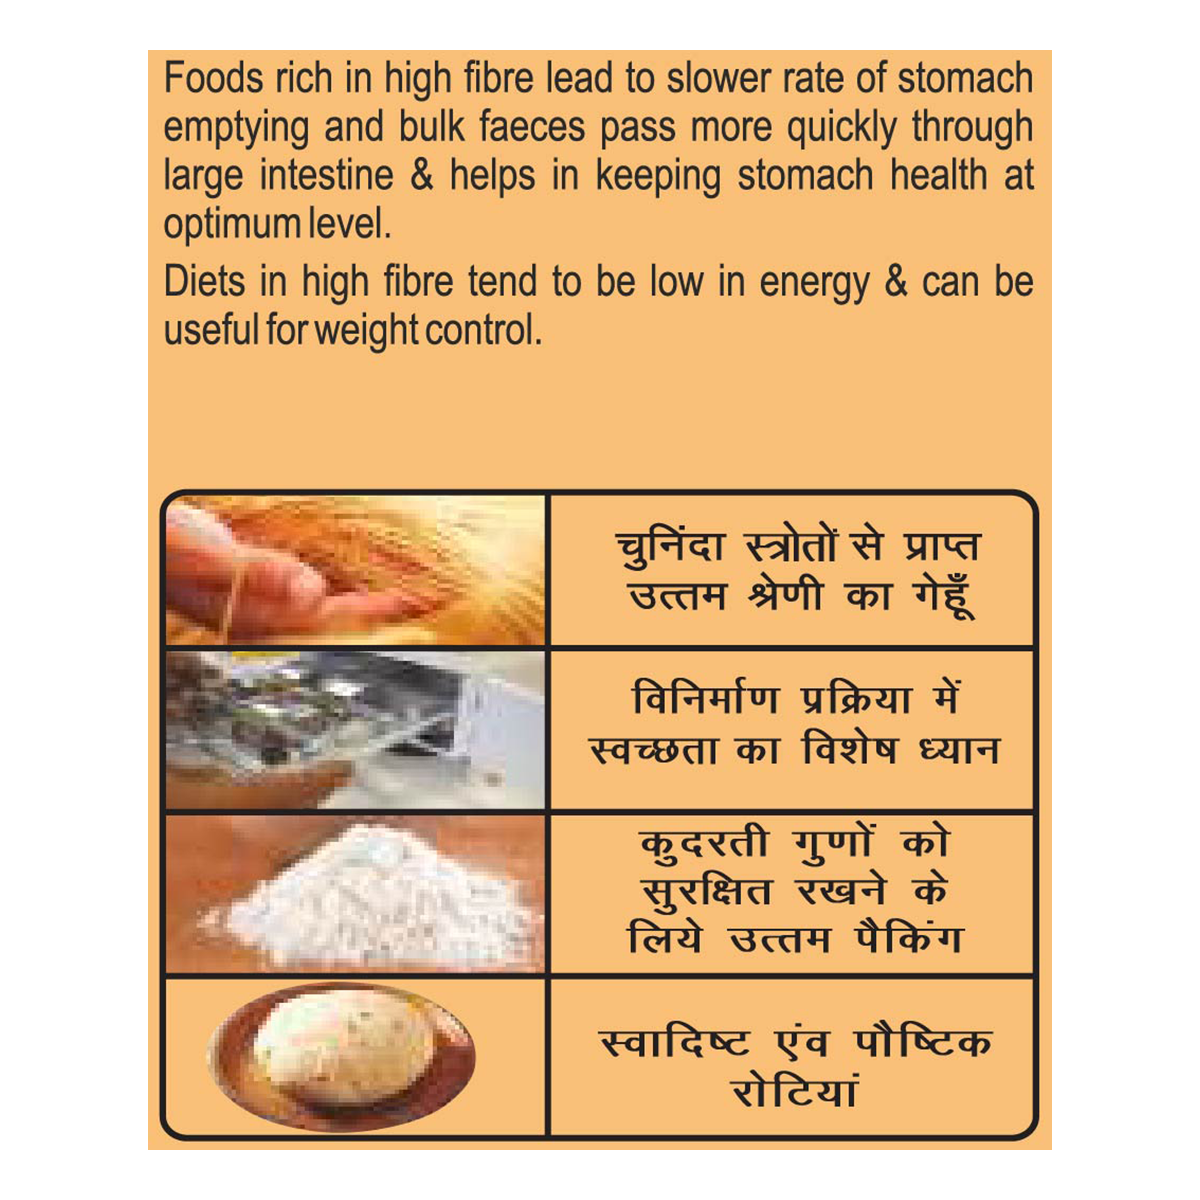 Foods rich in high fibre lead to slower rate of stomach
emptying and bulk faeces pass more quickly through
large intestine & helps in keeping stomach health at
optimum level.
Diets in high fibre tend to be low in energy & can be
useful for weight control.
चुनिंदा स्त्रोतों से प्राप्त
उत्तम श्रेणी का गेहूँ
विनिर्माण प्रक्रिया में
स्वच्छता का विशेष ध्यान
कुदरती गुणों को
सुरक्षित रखने के
लिये उत्तम पैकिंग
स्वादिष्ट एंव पौष्टिक
रोटियां